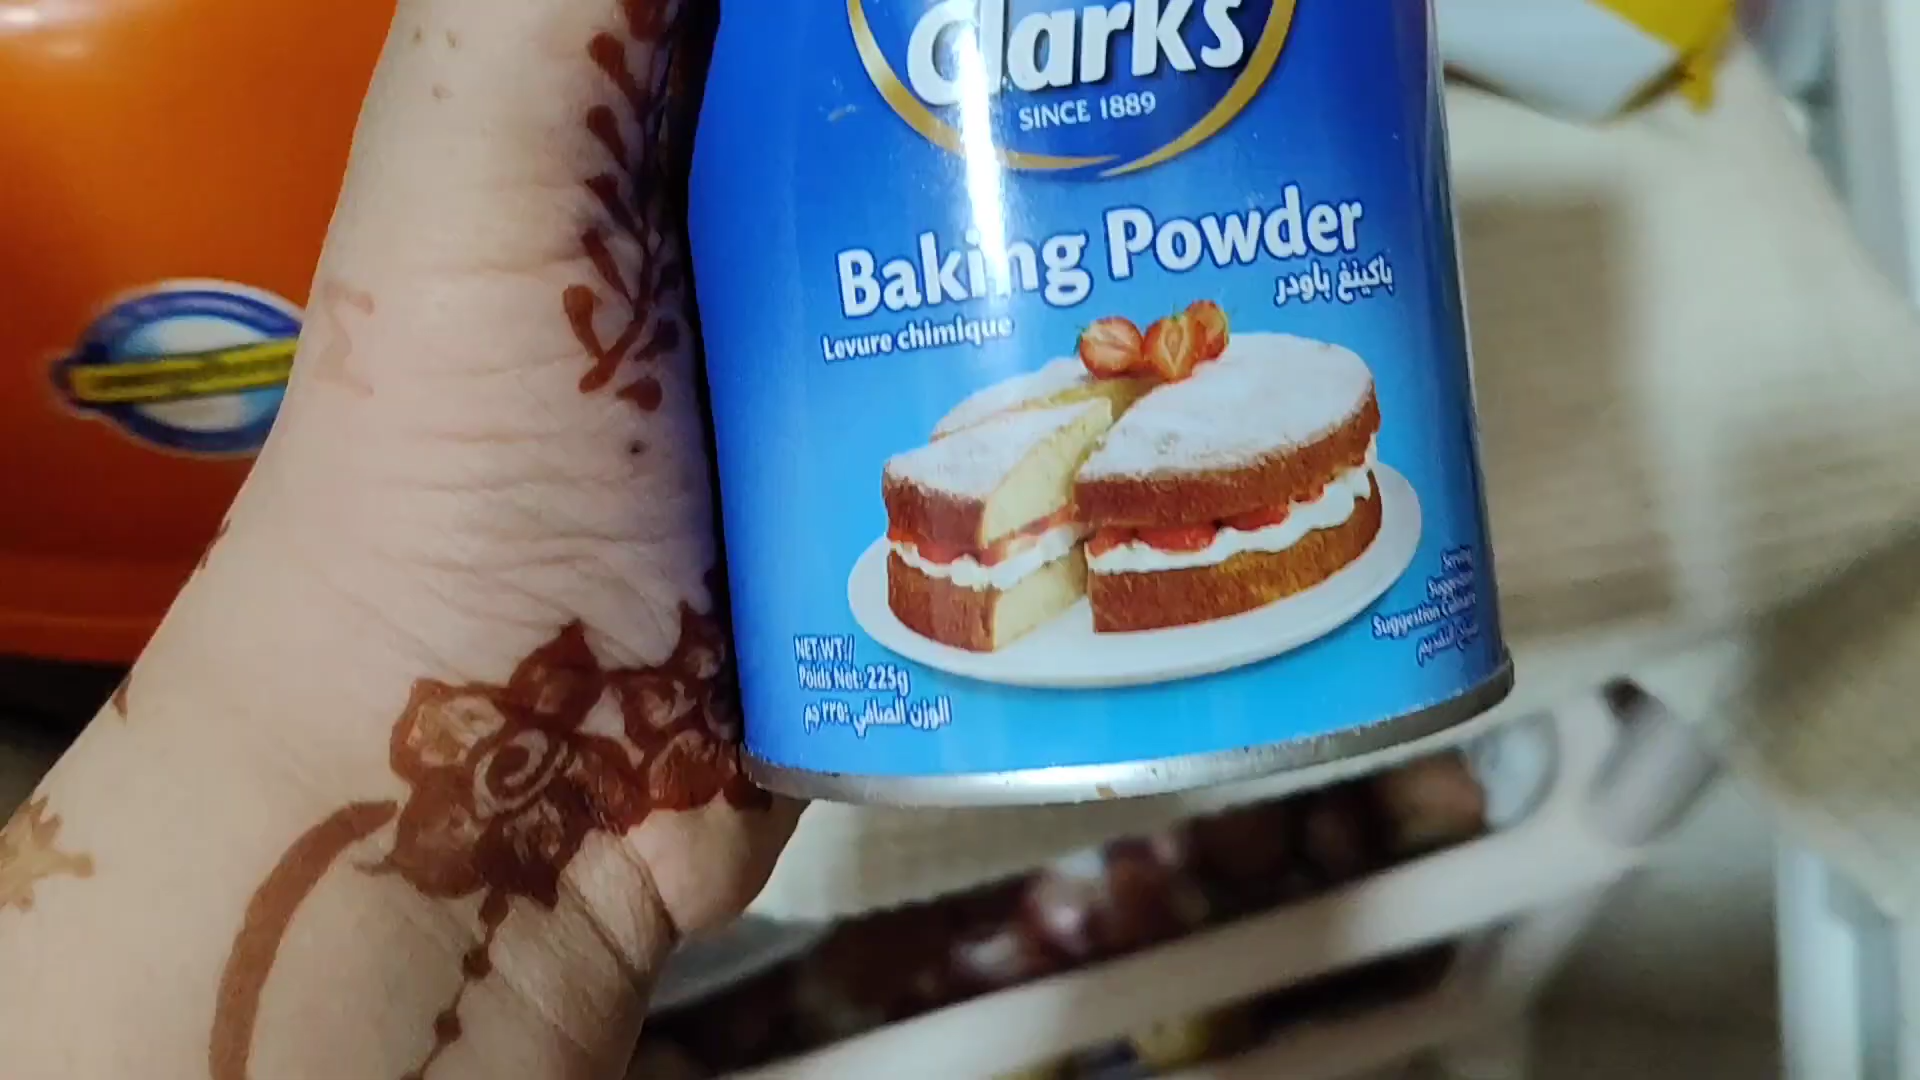 Clarks
SINCE 1889
Baking Powder
باكينغ باودر
Levure chimique
Serving
Suggestion
Suggestion Culinaire
NET WT./
Poids Net: 225g
الوزن الصافي: ٢٢٥ جم